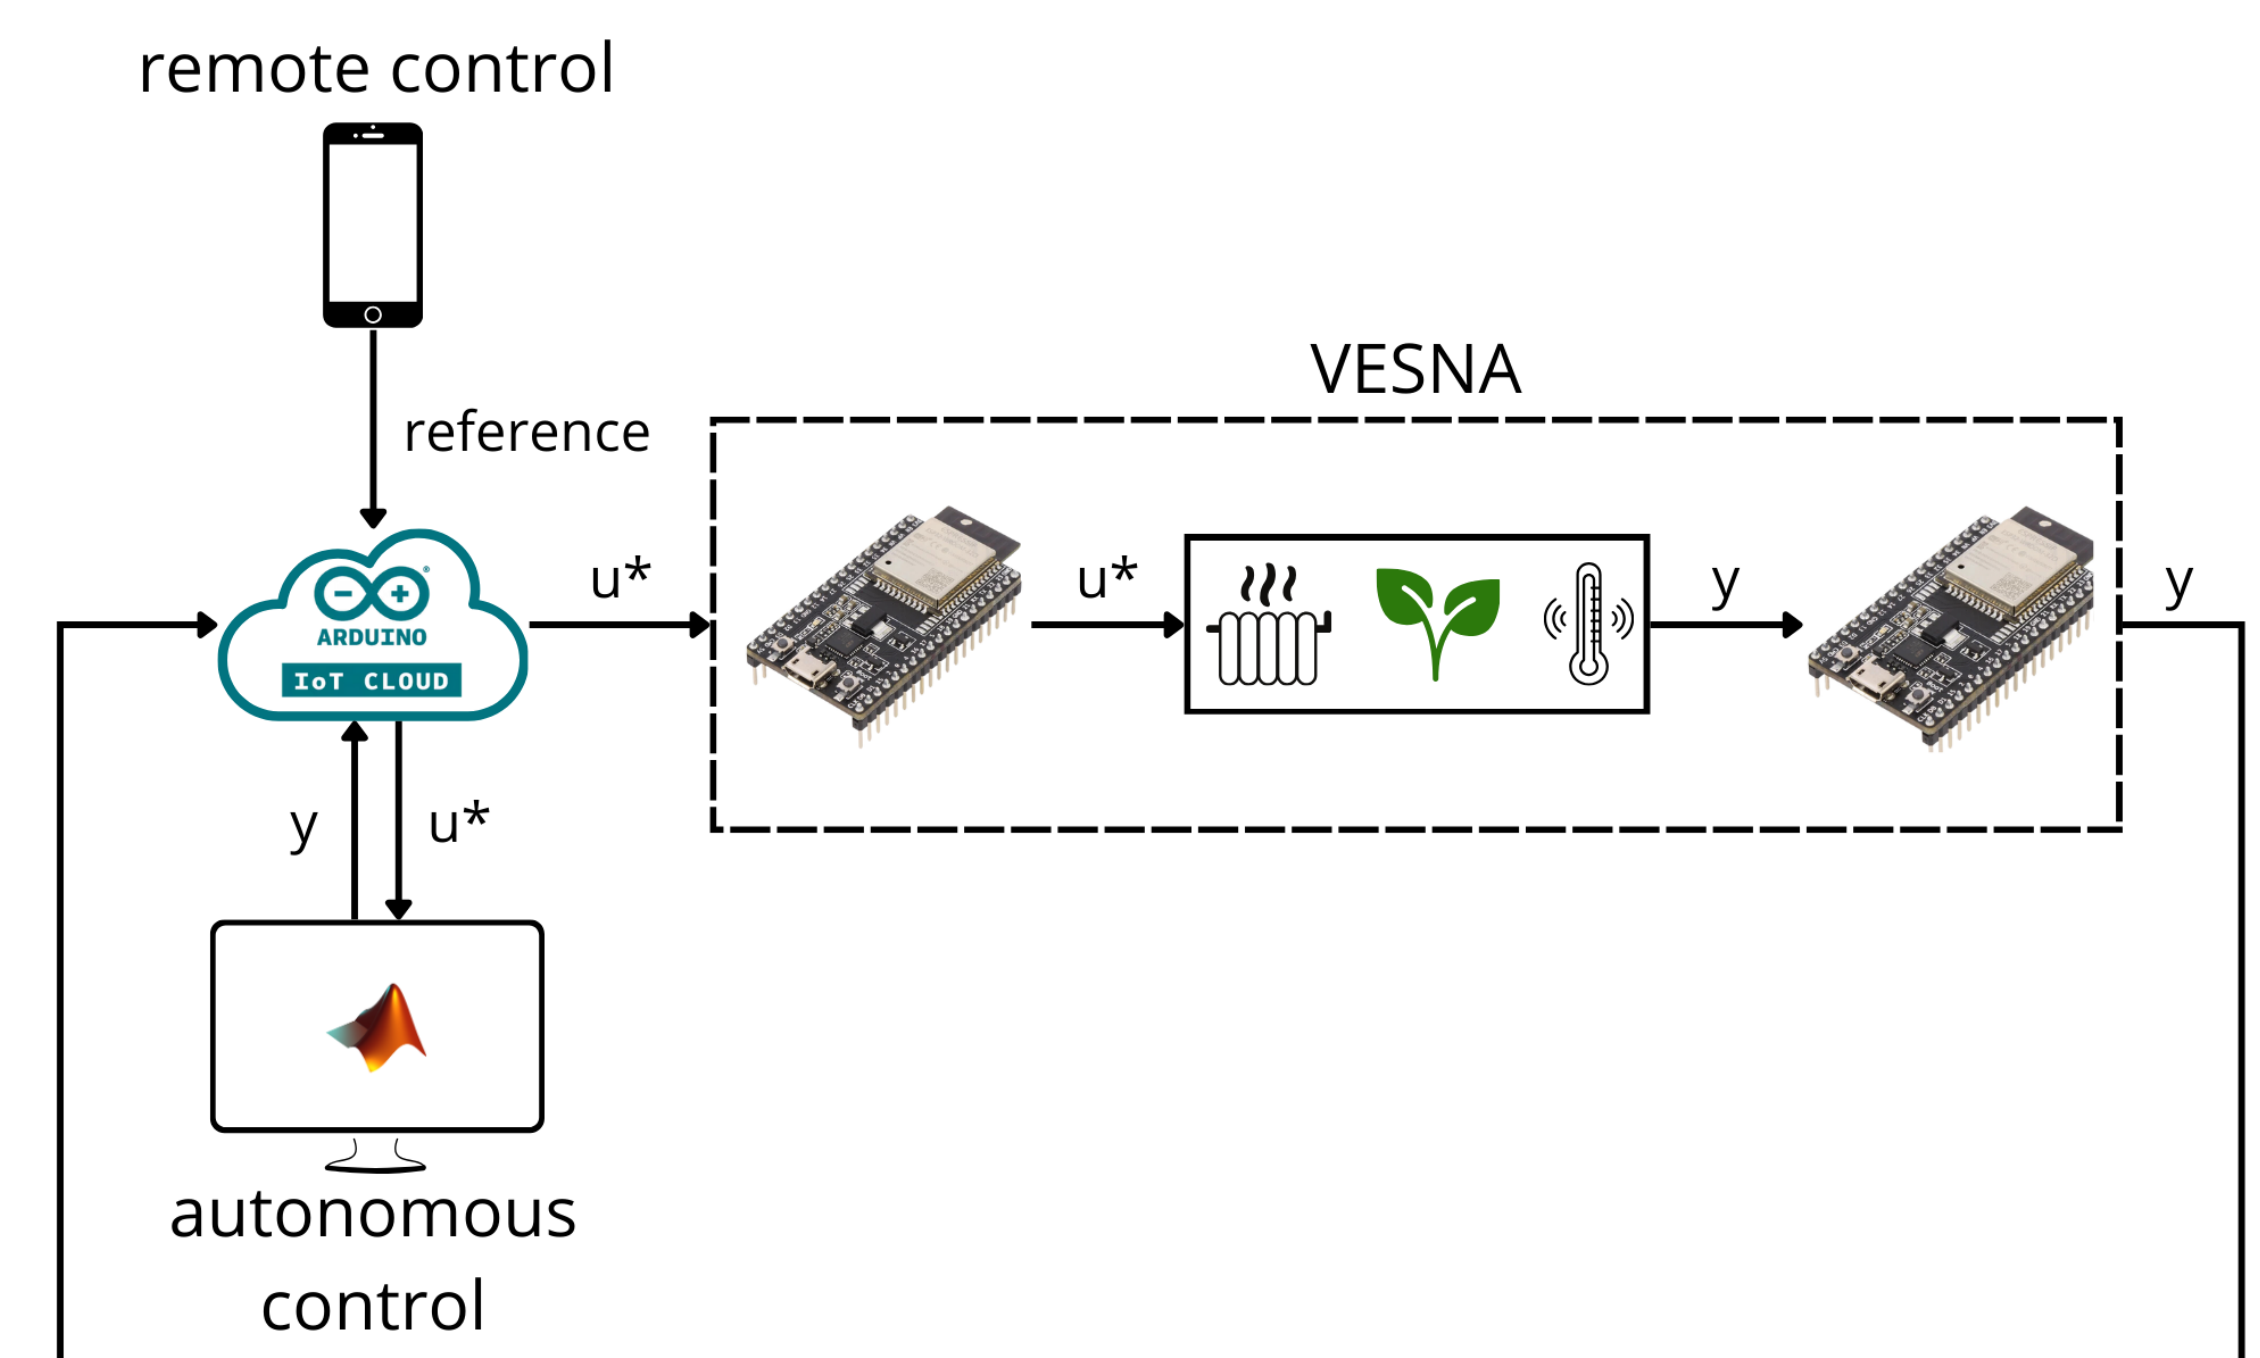 remote control
reference
VESNA
u*
u*
y
y
ARDUINO
IoT CLOUD
y
u*
autonomous
control